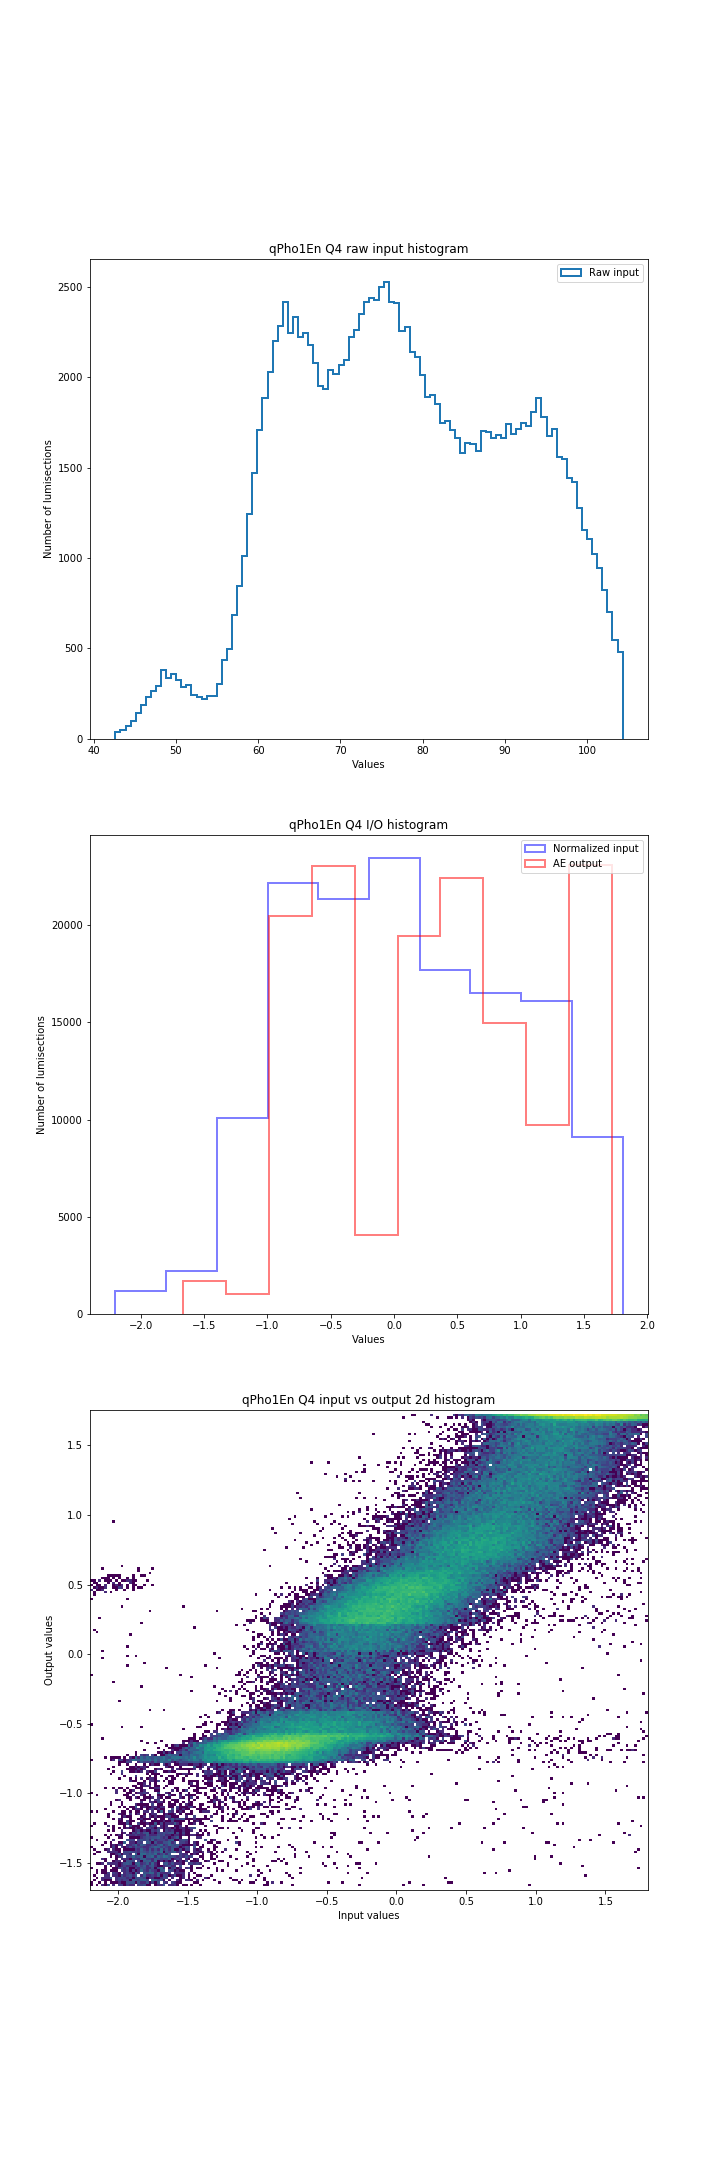 qPho1En Q4 raw input histogram
Raw input
Number of lumisections
2500
2000
1500
1000
500
0
40 50 60 70 80 90 100
Values
qPho1En Q4 I/O histogram
Normalized input
AE output
Number of lumisections
20000
15000
10000
5000
0
−2.0 −1.5 −1.0 −0.5 0.0 0.5 1.0 1.5 2.0
Values
qPho1En Q4 input vs output 2d histogram
Output values
1.5
1.0
0.5
0.0
−0.5
−1.0
−1.5
−2.0 −1.5 −1.0 −0.5 0.0 0.5 1.0 1.5
Input values